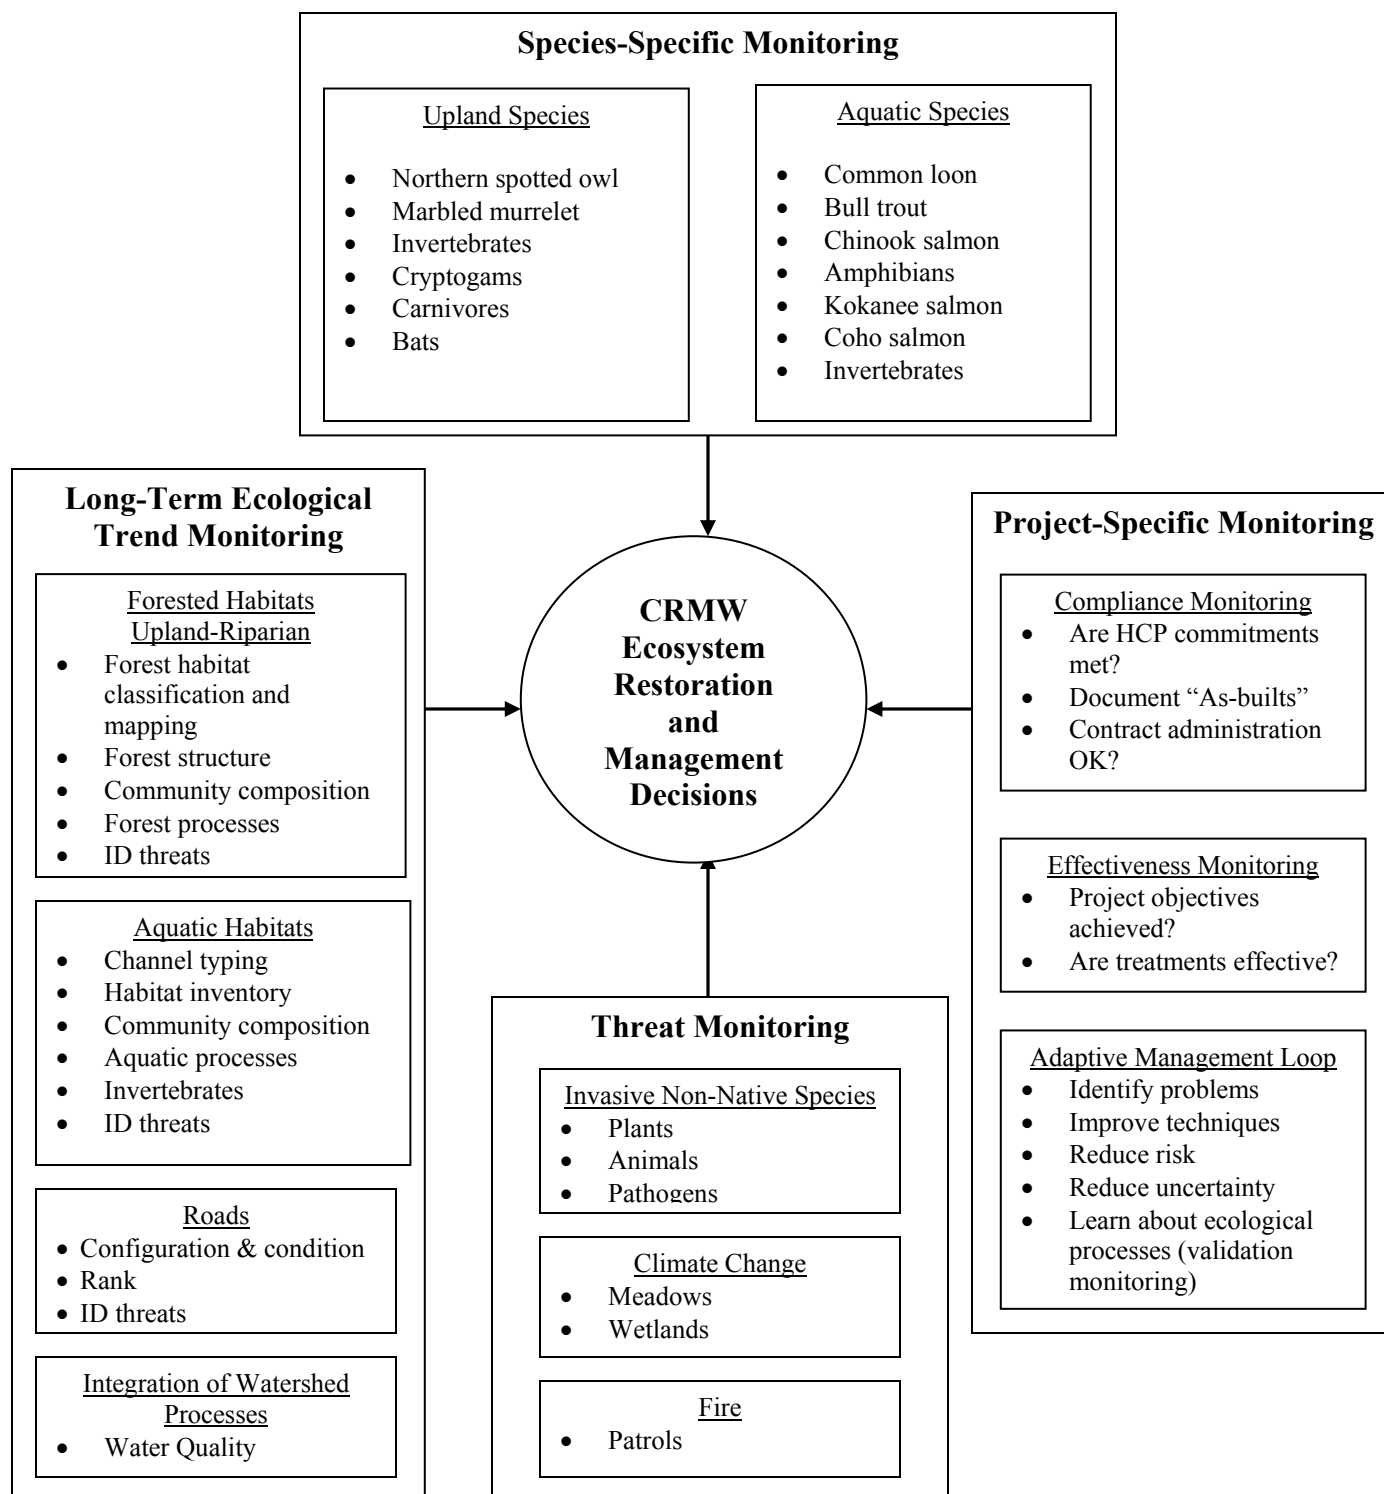 Species-Specific Monitoring
Upland Species
• Northern spotted owl
• Marbled murrelet
• Invertebrates
• Cryptogams
• Carnivores
• Bats
Aquatic Species
• Common loon
• Bull trout
• Chinook salmon
• Amphibians
• Kokanee salmon
• Coho salmon
• Invertebrates
Long-Term Ecological
Trend Monitoring
Forested Habitats
Upland-Riparian
• Forest habitat
classification and
mapping
• Forest structure
• Community composition
• Forest processes
• ID threats
Aquatic Habitats
• Channel typing
• Habitat inventory
• Community composition
• Aquatic processes
• Invertebrates
• ID threats
Roads
• Configuration & condition
• Rank
• ID threats
Integration of Watershed
Processes
• Water Quality
CRMW
Ecosystem
Restoration
and
Management
Decisions
Threat Monitoring
Invasive Non-Native Species
• Plants
• Animals
• Pathogens
Climate Change
• Meadows
• Wetlands
Fire
• Patrols
Project-Specific Monitoring
Compliance Monitoring
• Are HCP commitments
met?
• Document “As-builts”
• Contract administration
OK?
Effectiveness Monitoring
• Project objectives
achieved?
• Are treatments effective?
Adaptive Management Loop
• Identify problems
• Improve techniques
• Reduce risk
• Reduce uncertainty
• Learn about ecological
processes (validation
monitoring)